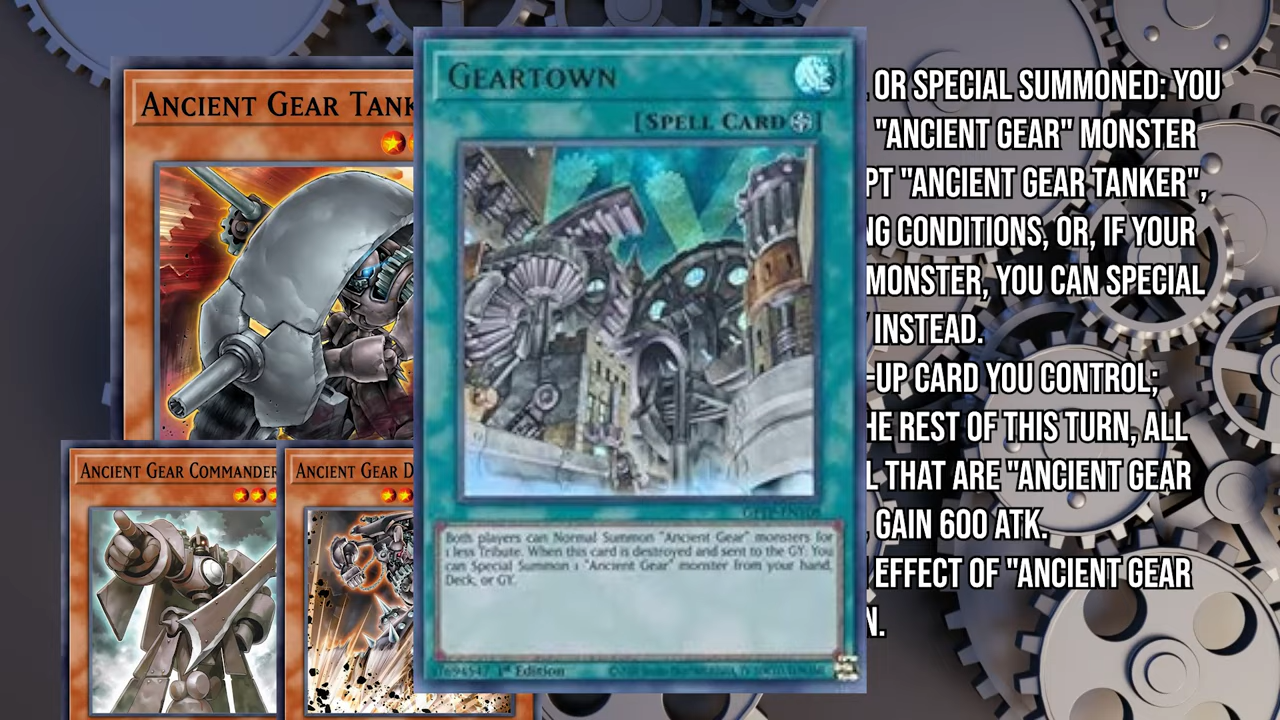 ANCIENT GEAR TANK
GEARTOWN
[SPELL CARD]
Both players can Normal Summon "Ancient Gear" monsters for
1 less Tribute. When this card is destroyed and sent to the GY: You
can Special Summon 1 "Ancient Gear" monster from your hand,
Deck, or GY.
1st Edition
ANCIENT GEAR COMMANDER
ANCIENT GEAR D
OR SPECIAL SUMMONED: YOU
"ANCIENT GEAR" MONSTER
PT "ANCIENT GEAR TANKER",
NG CONDITIONS, OR, IF YOUR
MONSTER, YOU CAN SPECIAL
INSTEAD.
-UP CARD YOU CONTROL;
HE REST OF THIS TURN, ALL
L THAT ARE "ANCIENT GEAR
GAIN 600 ATK.
EFFECT OF "ANCIENT GEAR
N.